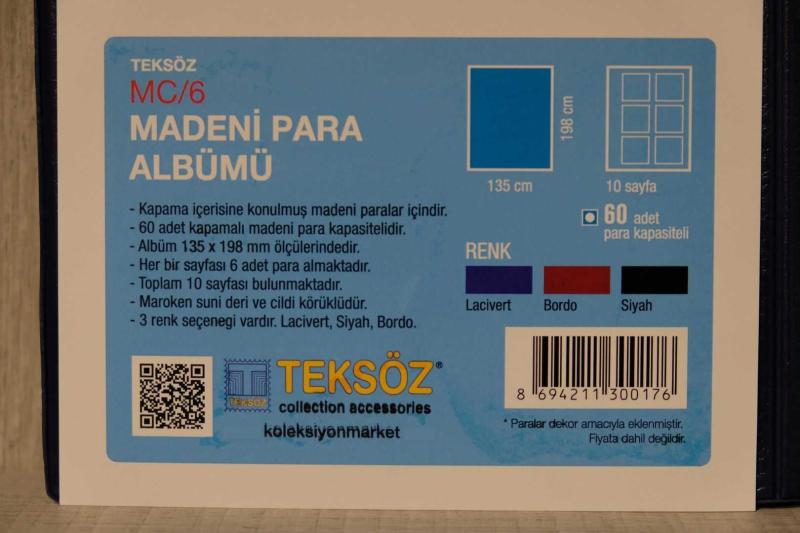 TEKSÖZ
MC/6
MADENİ PARA
ALBÜMÜ
- Kapama içerisine konulmuş madeni paralar içindir.
- 60 adet kapamalı madeni para kapasitelidir.
- Albüm 135 x 198 mm ölçülerindedir.
- Her bir sayfası 6 adet para almaktadır.
- Toplam 10 sayfası bulunmaktadır.
- Maroken suni deri ve cildi körüklüdür.
- 3 renk seçenegi vardır. Lacivert, Siyah, Bordo.
198 cm
135 cm
10 sayfa
60 adet
para kapasiteli
RENK
Lacivert Bordo Siyah
TEKSÖZ
TEKSÖZ®
collection accessories
koleksiyonmarket
8 694211 300176
* Paralar dekor amacıyla eklenmiştir.
Fiyata dahil değildir.